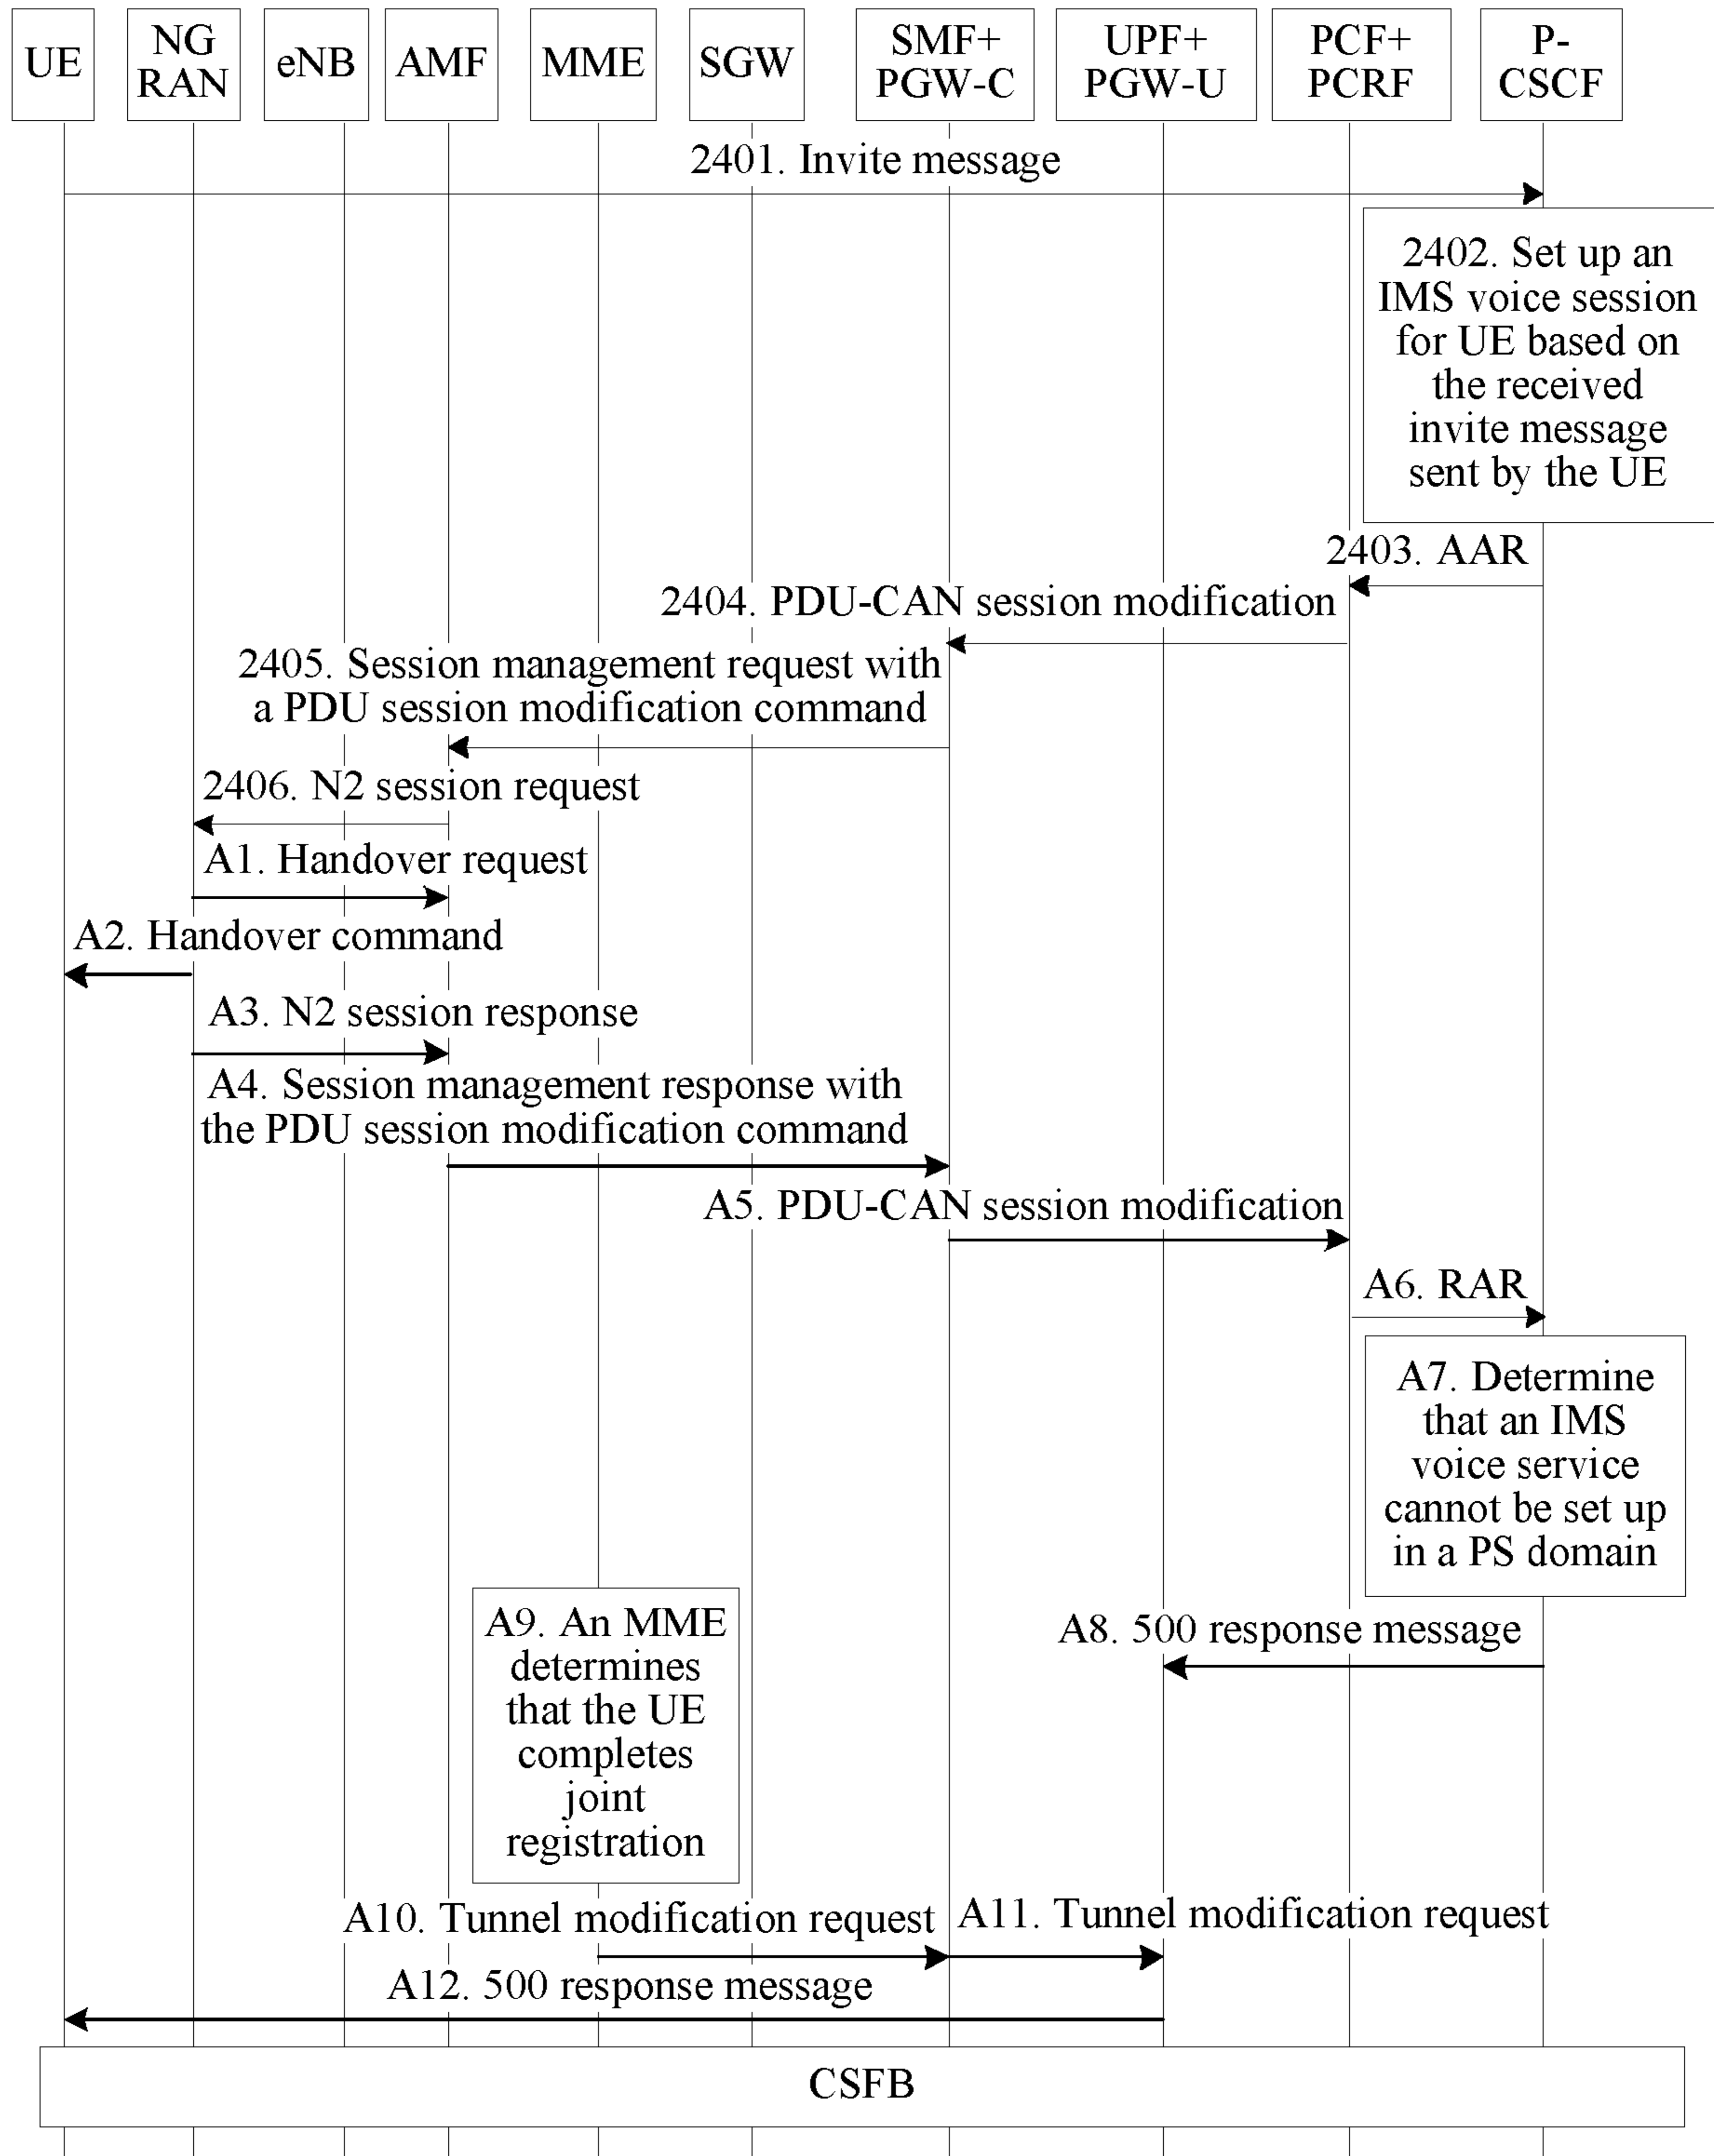 UE
NG
RAN
eNB
AMF
MME
SGW
SMF+
PGW-C
UPF+
PGW-U
PCF+
PCRF
P-
CSCF
2401. Invite message
2402. Set up an
IMS voice session
for UE based on
the received
invite message
sent by the UE
2403. AAR
2404. PDU-CAN session modification
2405. Session management request with
a PDU session modification command
2406. N2 session request
A1. Handover request
A2. Handover command
A3. N2 session response
A4. Session management response with
the PDU session modification command
A5. PDU-CAN session modification
A6. RAR
A7. Determine
that an IMS
voice service
cannot be set up
in a PS domain
A8. 500 response message
A9. An MME
determines
that the UE
completes
joint
registration
A10. Tunnel modification request
A11. Tunnel modification request
A12. 500 response message
CSFB